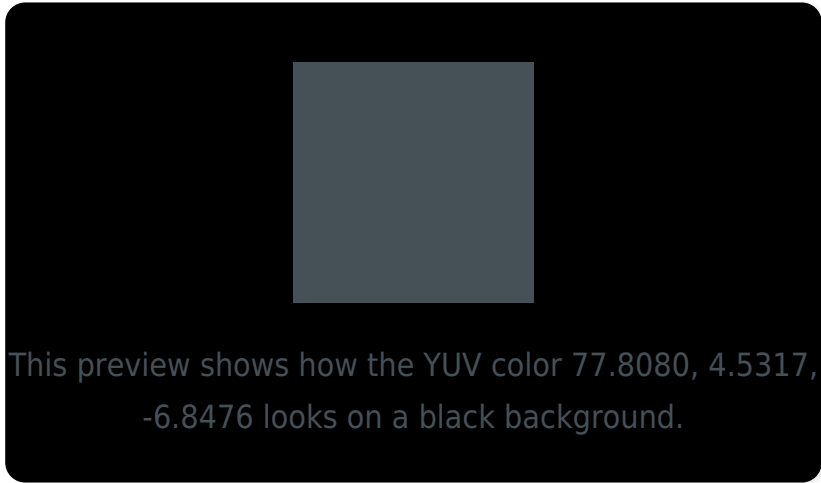 This preview shows how the YUV color 77.8080, 4.5317,
-6.8476 looks on a black background.